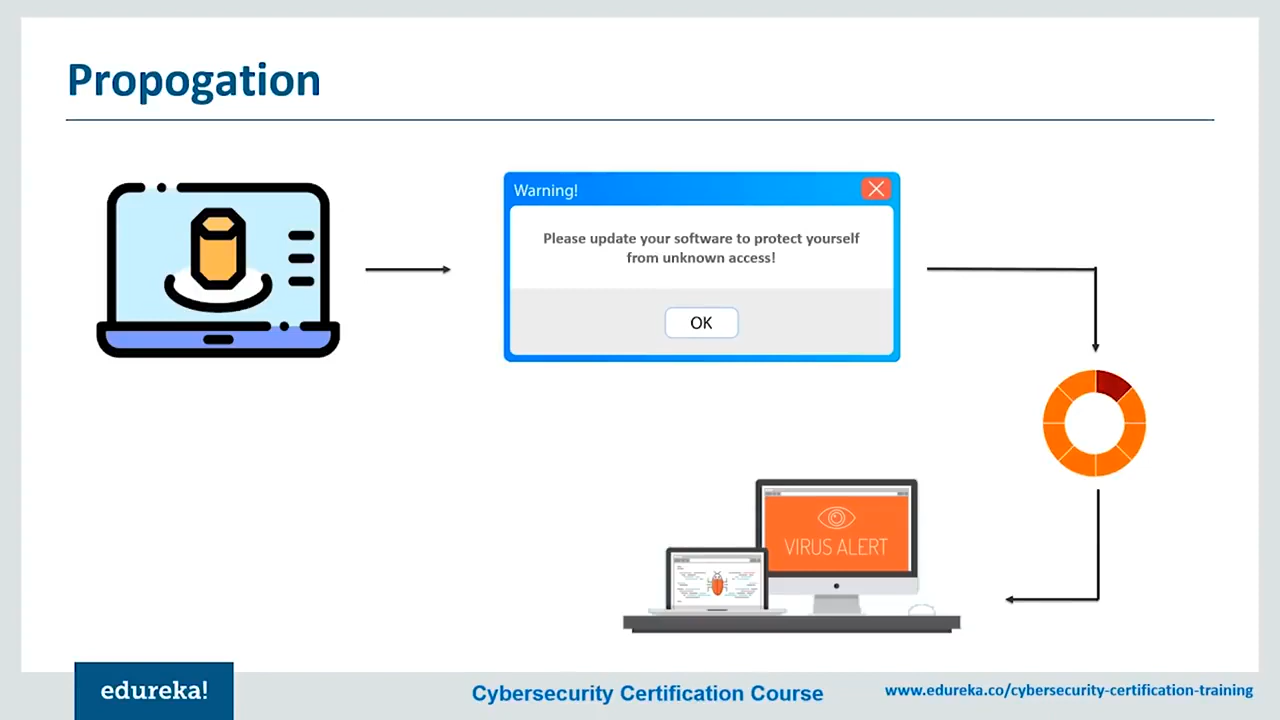 Propogation
Warning!
Please update your software to protect yourself
from unknown access!
OK
VIRUS ALERT
edureka!
Cybersecurity Certification Course
www.edureka.co/cybersecurity-certification-training